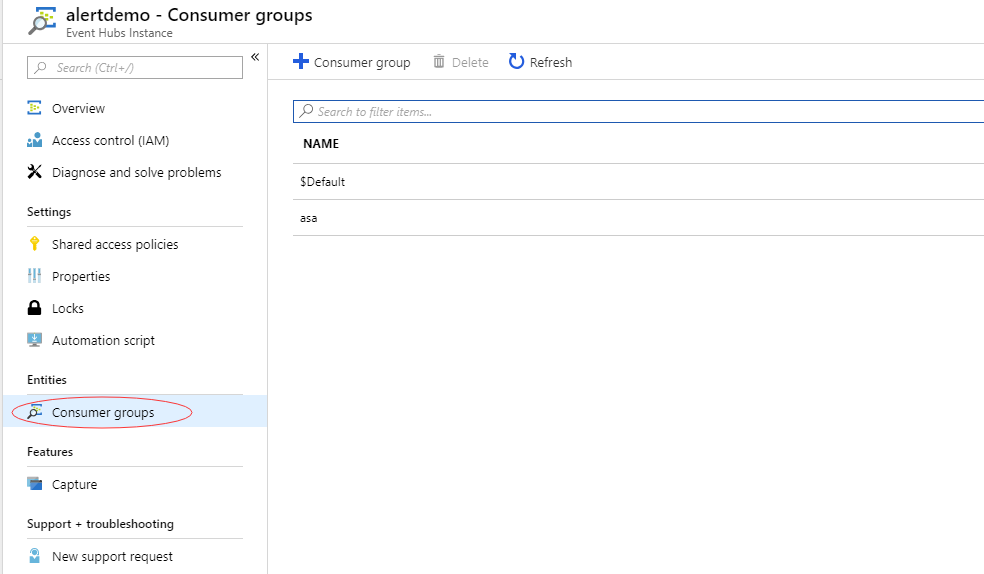 alertdemo - Consumer groups
Event Hubs Instance
Search (Ctrl+/)
«
Overview
Access control (IAM)
Diagnose and solve problems
Settings
Shared access policies
Properties
Locks
Automation script
Entities
Consumer groups
Features
Capture
Support + troubleshooting
New support request
Consumer group Delete Refresh
Search to filter items...
NAME
$Default
asa